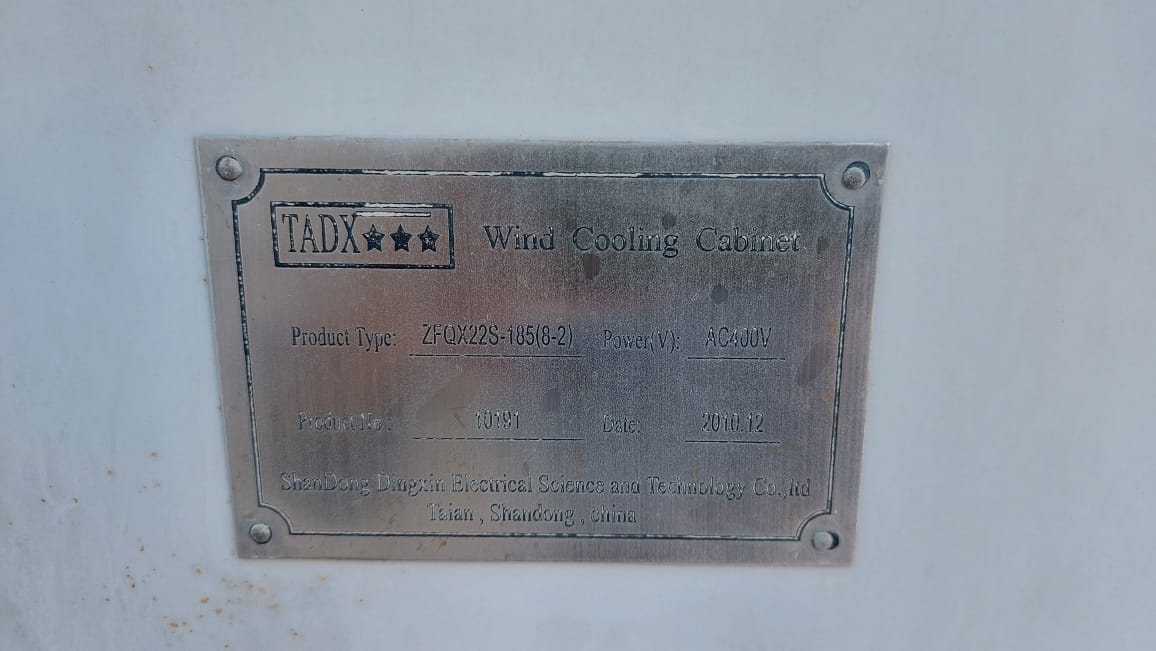 TADX★★★ Wind Cooling Cabinet
Product Type: ZFQX22S-185(8-2) Power(V): AC400V
Product No.: 10191 Date: 2010.12
ShanDong Dingxin Electrical Science and Technology Co.,ltd
Taian , Shandong , china